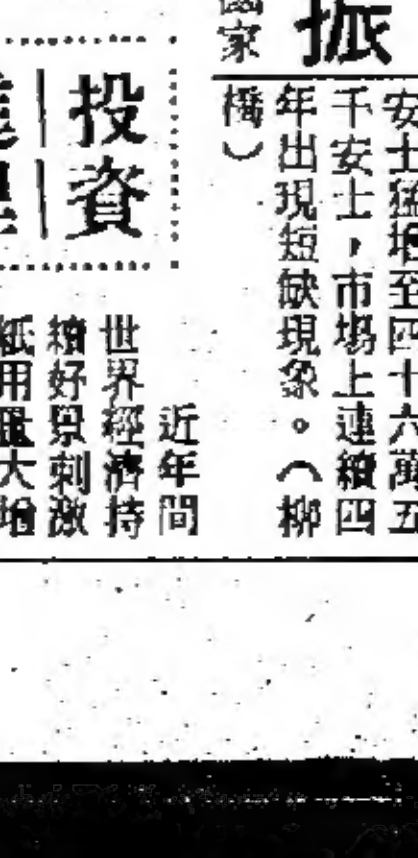 振
國家
安士猛增至四十六萬五
千安士，市場上連續四
年出現短缺現象。（柳
橋）
投資
近年間
世界經濟持
續好景刺激
紙用量大增